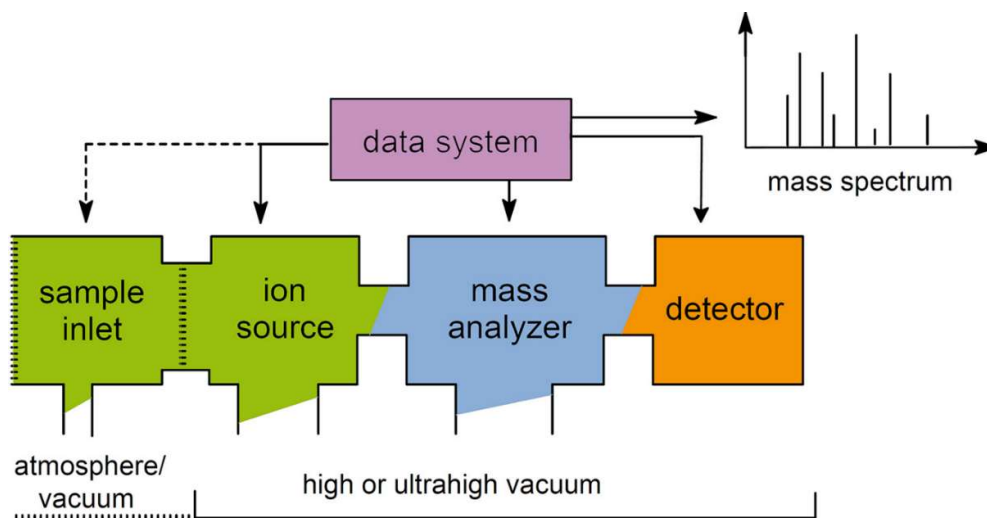 data system
mass spectrum
sample
inlet
ion
source
mass
analyzer
detector
atmosphere/
vacuum
high or ultrahigh vacuum